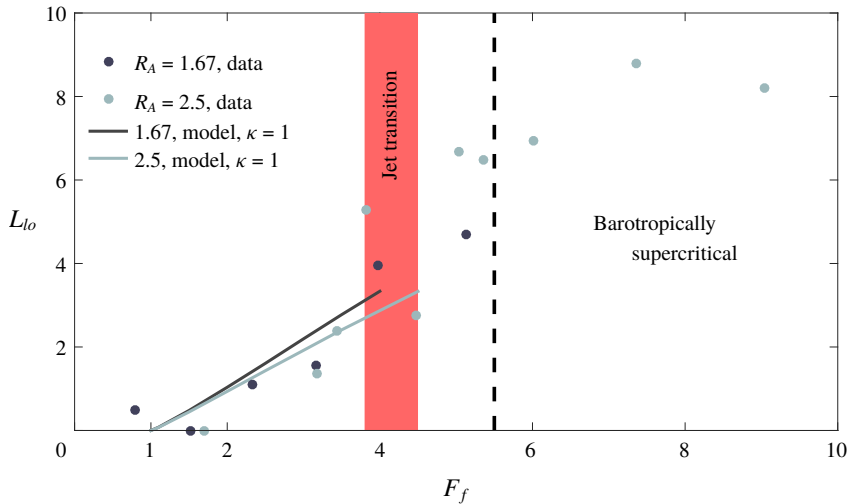 10
8
6
4
2
0
L_lo
R_A = 1.67, data
R_A = 2.5, data
1.67, model, κ = 1
2.5, model, κ = 1
Jet transition
Barotropically
supercritical
1
2
4
6
8
10
F_f